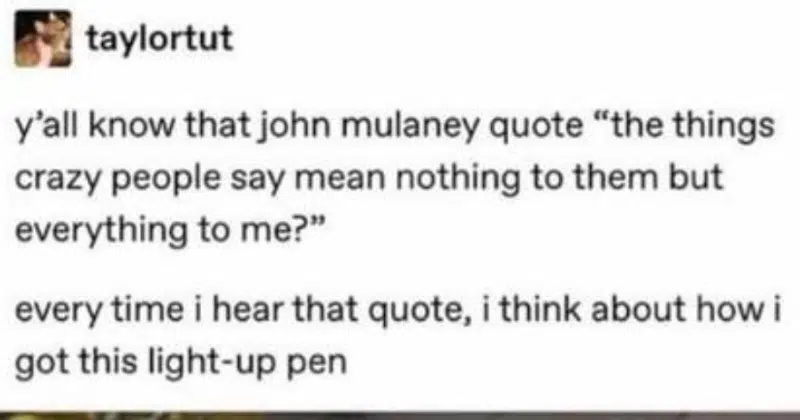 taylortut
y'all know that john mulaney quote “the things
crazy people say mean nothing to them but
everything to me?”
every time i hear that quote, i think about how i
got this light-up pen